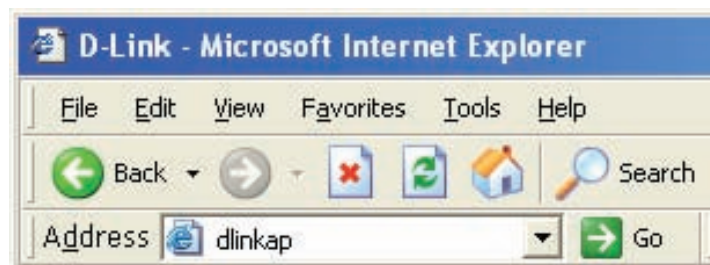 D-Link - Microsoft Internet Explorer
File Edit View Favorites Tools Help
Back Search
Address dlinkap Go